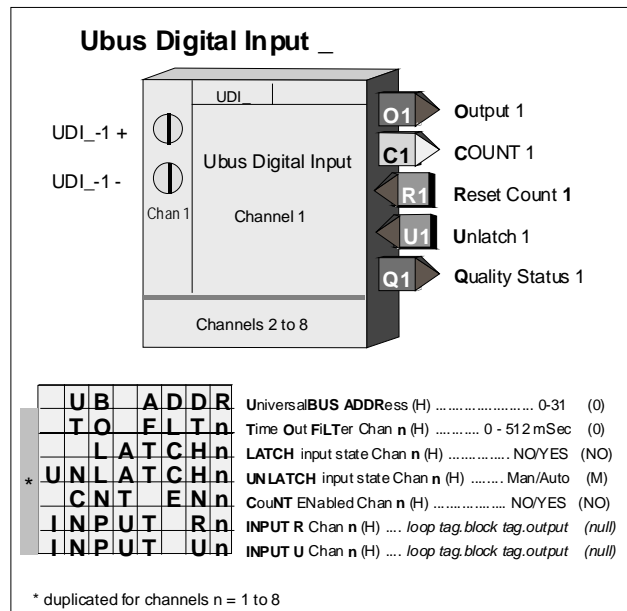 Ubus Digital Input _
UDI_
O1 Output 1
UDI_-1 +
C1 COUNT 1
Ubus Digital Input
UDI_-1 -
R1 Reset Count 1
Chan 1 Channel 1
U1 Unlatch 1
Q1 Quality Status 1
Channels 2 to 8
UB ADDR UniversalBUS ADDRess (H) ........................ 0-31 (0)
TO FLTn Time Out FiLTer Chan n (H) .......... 0 - 512 mSec (0)
LATCHn LATCH input state Chan n (H) ............... NO/YES (NO)
* UNLATCHn UNLATCH input state Chan n (H) ....... Man/Auto (M)
CNT ENn CouNT ENabled Chan n (H) .................. NO/YES (NO)
INPUT Rn INPUT R Chan n (H) .... loop tag.block tag.output (null)
INPUT Un INPUT U Chan n (H) .... loop tag.block tag.output (null)
* duplicated for channels n = 1 to 8